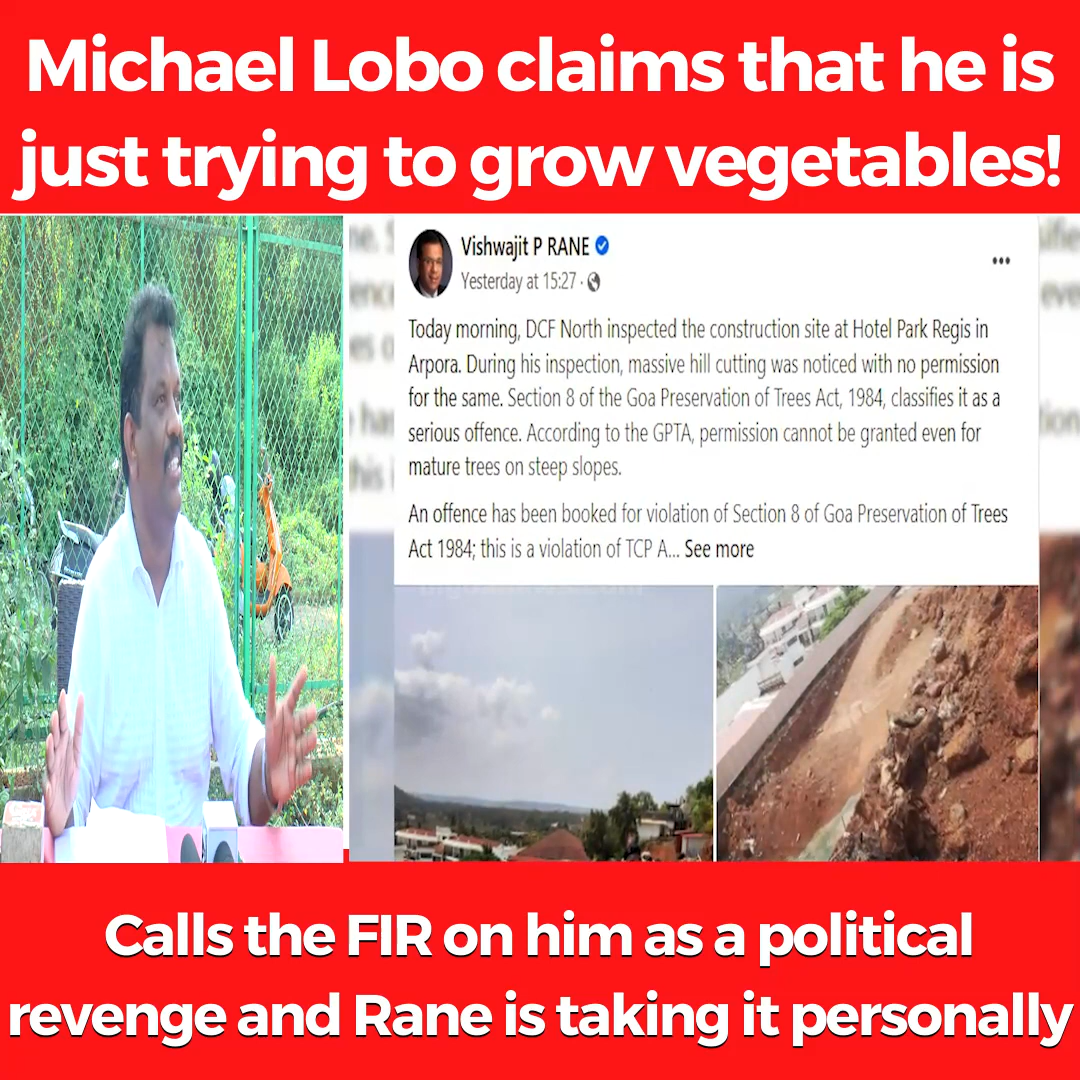 Michael Lobo claims that he is
just trying to grow vegetables!
Vishwajit P RANE
Yesterday at 15:27 ·
Today morning, DCF North inspected the construction site at Hotel Park Regis in
Arpora. During his inspection, massive hill cutting was noticed with no permission
for the same. Section 8 of the Goa Preservation of Trees Act, 1984, classifies it as a
serious offence. According to the GPTA, permission cannot be granted even for
mature trees on steep slopes.
An offence has been booked for violation of Section 8 of Goa Preservation of Trees
Act 1984; this is a violation of TCP A... See more
Calls the FIR on him as a political
revenge and Rane is taking it personally